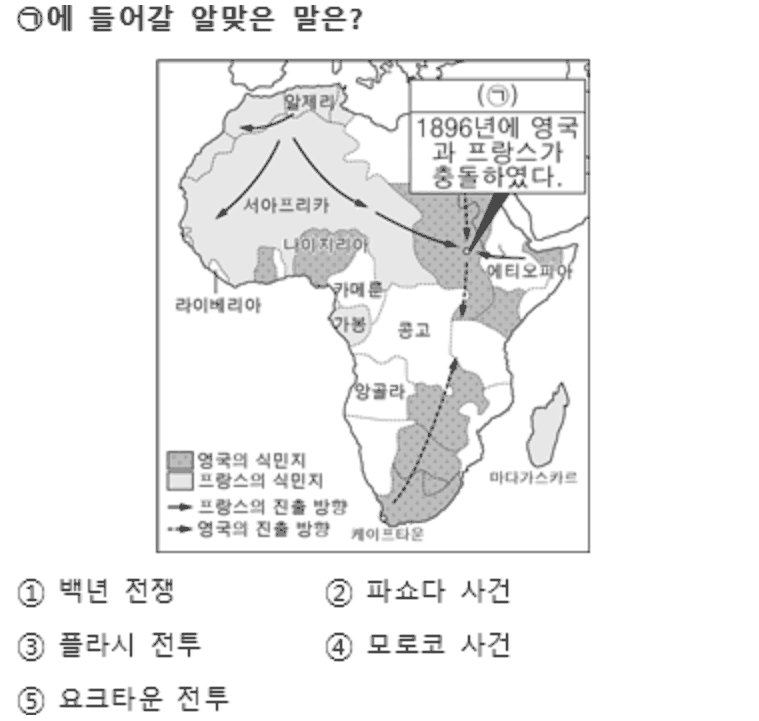 ㉠에 들어갈 알맞은 말은?
알제리
(㉠)
1896년에 영국
과 프랑스가
충돌하였다.
서아프리카
나이지리아
에티오피아
라이베리아
카메룬
가봉
콩고
앙골라
영국의 식민지
프랑스의 식민지
프랑스의 진출 방향
영국의 진출 방향
마다가스카르
케이프타운
① 백년 전쟁
② 파쇼다 사건
③ 플라시 전투
④ 모로코 사건
⑤ 요크타운 전투